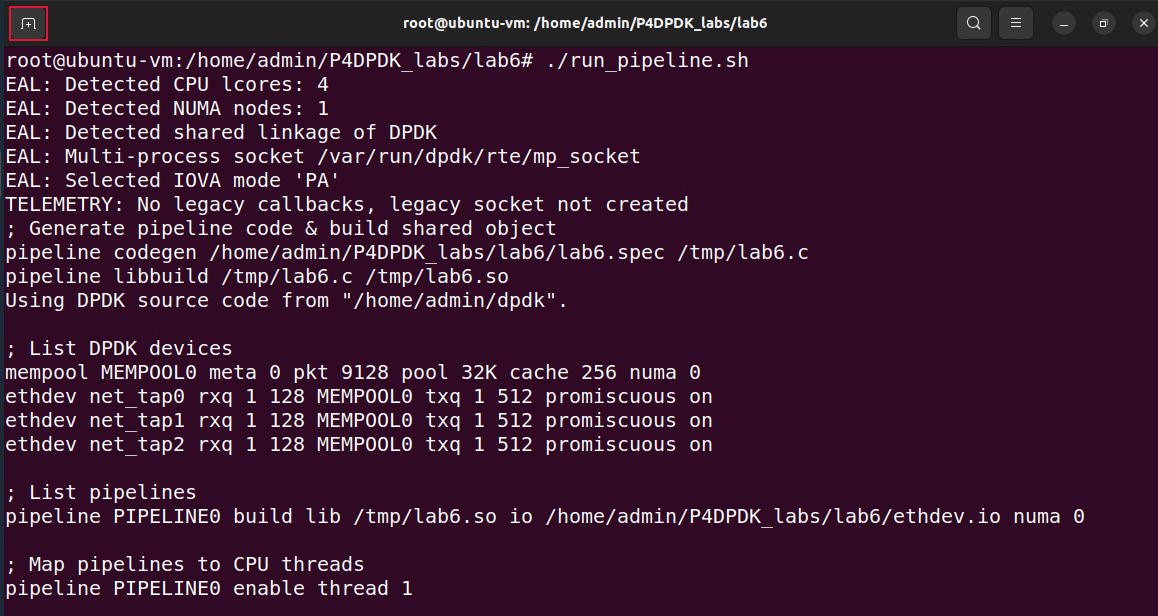 root@ubuntu-vm: /home/admin/P4DPDK_labs/lab6
root@ubuntu-vm:/home/admin/P4DPDK_labs/lab6# ./run_pipeline.sh
EAL: Detected CPU lcores: 4
EAL: Detected NUMA nodes: 1
EAL: Detected shared linkage of DPDK
EAL: Multi-process socket /var/run/dpdk/rte/mp_socket
EAL: Selected IOVA mode 'PA'
TELEMETRY: No legacy callbacks, legacy socket not created
; Generate pipeline code & build shared object
pipeline codegen /home/admin/P4DPDK_labs/lab6/lab6.spec /tmp/lab6.c
pipeline libbuild /tmp/lab6.c /tmp/lab6.so
Using DPDK source code from "/home/admin/dpdk".

; List DPDK devices
mempool MEMPOOL0 meta 0 pkt 9128 pool 32K cache 256 numa 0
ethdev net_tap0 rxq 1 128 MEMPOOL0 txq 1 512 promiscuous on
ethdev net_tap1 rxq 1 128 MEMPOOL0 txq 1 512 promiscuous on
ethdev net_tap2 rxq 1 128 MEMPOOL0 txq 1 512 promiscuous on

; List pipelines
pipeline PIPELINE0 build lib /tmp/lab6.so io /home/admin/P4DPDK_labs/lab6/ethdev.io numa 0

; Map pipelines to CPU threads
pipeline PIPELINE0 enable thread 1